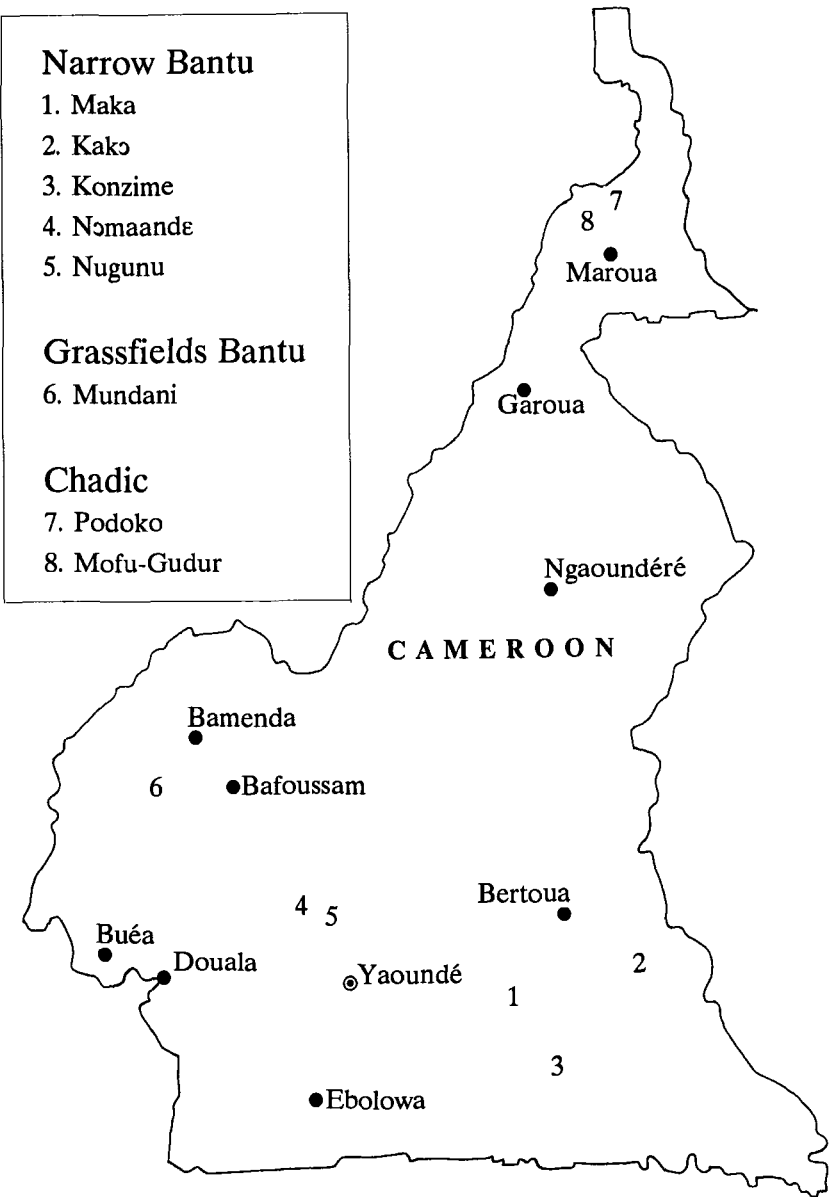 Narrow Bantu
1. Maka
2. Kakɔ
3. Konzime
4. Nɔmaandɛ
5. Nugunu
Grassfields Bantu
6. Mundani
Chadic
7. Podoko
8. Mofu-Gudur
7
8
Maroua
Garoua
Ngaoundéré
CAMEROON
Bamenda
6
Bafoussam
Bertoua
4
5
Buéa
Douala
Yaoundé
2
1
3
Ebolowa